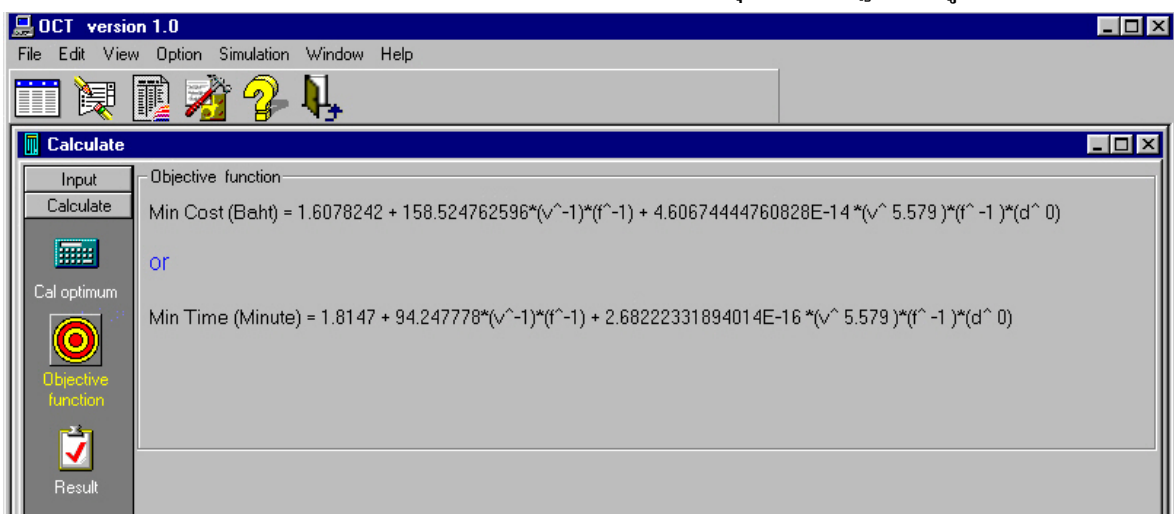 OCT version 1.0
File Edit View Option Simulation Window Help
Calculate
Input
Calculate
Cal optimum
Objective function
Result
Objective function
Min Cost (Baht) = 1.6078242 + 158.524762596*(v^-1)*(f^-1) + 4.60674444760828E-14 *(v^ 5.579 )*(f^ -1 )*(d^ 0)
or
Min Time (Minute) = 1.8147 + 94.247778*(v^-1)*(f^-1) + 2.68222331894014E-16 *(v^ 5.579 )*(f^ -1 )*(d^ 0)